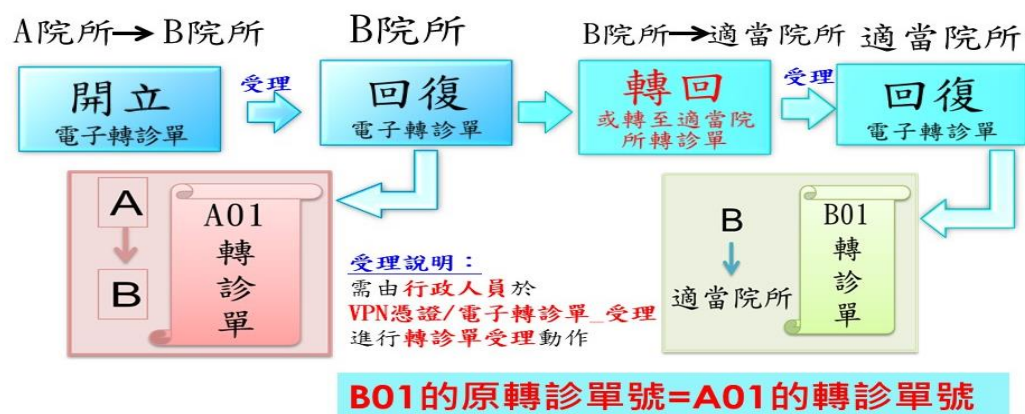 A院所→B院所
B院所
B院所→適當院所
適當院所
開立
電子轉診單
受理
回復
電子轉診單
轉回
或轉至適當院
所轉診單
受理
回復
電子轉診單
A
B
A01
轉
診
單
受理說明：
需由行政人員於
VPN憑證/電子轉診單_受理
進行轉診單受理動作
B
適當院所
B01
轉
診
單
B01的原轉診單號=A01的轉診單號